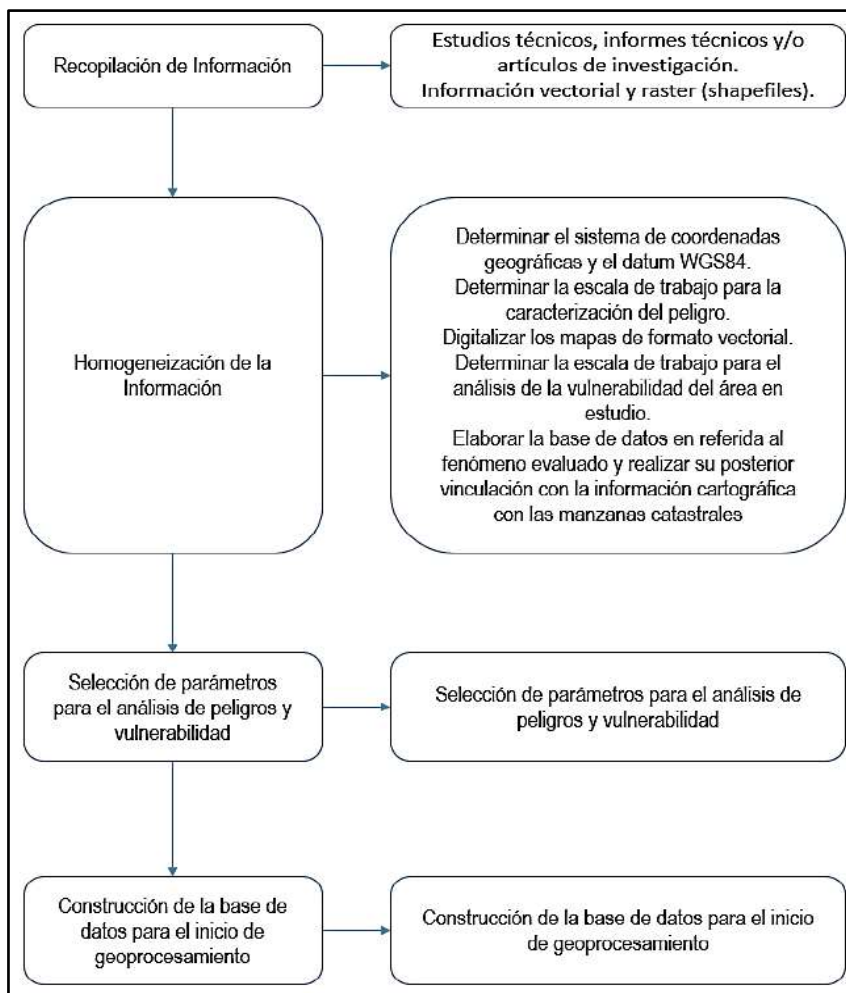 Recopilación de Información
Estudios técnicos, informes técnicos y/o
artículos de investigación.
Información vectorial y raster (shapefiles).
Homogeneización de la
Información
Determinar el sistema de coordenadas
geográficas y el datum WGS84.
Determinar la escala de trabajo para la
caracterización del peligro.
Digitalizar los mapas de formato vectorial.
Determinar la escala de trabajo para el
análisis de la vulnerabilidad del área en
estudio.
Elaborar la base de datos en referida al
fenómeno evaluado y realizar su posterior
vinculación con la información cartográfica
con las manzanas catastrales
Selección de parámetros
para el análisis de peligros y
vulnerabilidad
Selección de parámetros para el análisis de
peligros y vulnerabilidad
Construcción de la base de
datos para el inicio de
geoprocesamiento
Construcción de la base de datos para el inicio
de geoprocesamiento